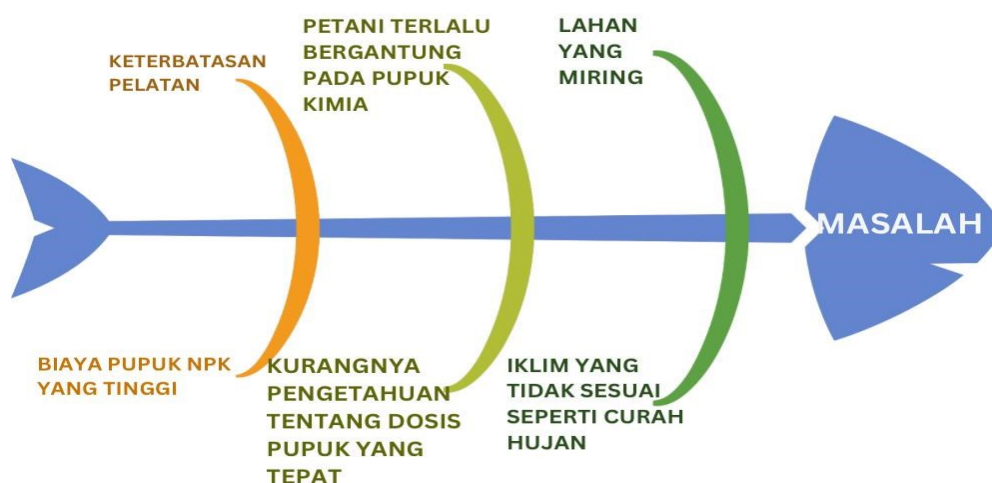 KETERBATASAN
PELATAN
PETANI TERLALU
BERGANTUNG
PADA PUPUK
KIMIA
LAHAN
YANG
MIRING
MASALAH
BIAYA PUPUK NPK
YANG TINGGI
KURANGNYA
PENGETAHUAN
TENTANG DOSIS
PUPUK YANG
TEPAT
IKLIM YANG
TIDAK SESUAI
SEPERTI CURAH
HUJAN